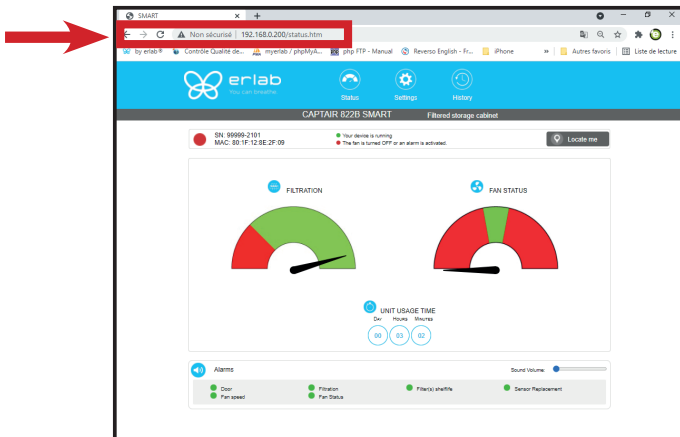 SMART
Non sécurisé | 192.168.0.200/status.htm
by erlab® Contrôle Qualité de... myerlab / phpMyA... php FTP - Manual Reverso English - Fr... iPhone » Autres favoris Liste de lecture
erlab
You can breathe.
Status Settings History
CAPTAIR 822B SMART Filtered storage cabinet
SN: 99999-2101
MAC: 80:1F:12:8E:2F:09
Your device is running
The fan is turned OFF or an alarm is activated.
Locate me
FILTRATION
FAN STATUS
UNIT USAGE TIME
DAY HOURS MINUTES
00 03 02
Alarms
Sound Volume:
Door Filtration Filter(s) shelflife Sensor Replacement
Fan speed Fan Status